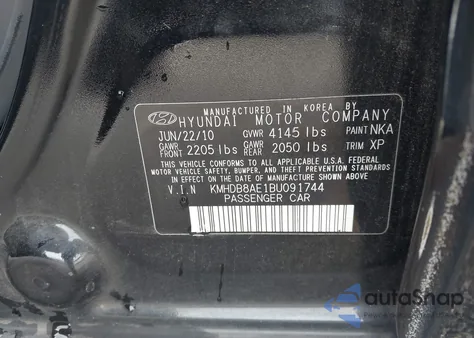 MANUFACTURED IN KOREA BY
HYUNDAI MOTOR COMPANY
JUN/22/10 GVWR 4145 lbs PAINT NKA
GAWR FRONT 2205 lbs GAWR REAR 2050 lbs TRIM XP
THIS VEHICLE CONFORMS TO ALL APPLICABLE U.S.A. FEDERAL
MOTOR VEHICLE SAFETY, BUMPER, AND THEFT PREVENTION STANDARDS
IN EFFECT ON THE DATE OF MANUFACTURE SHOWN ABOVE.
V.I.N KMHDB8AE1BU091744
PASSENGER CAR
autoSnap